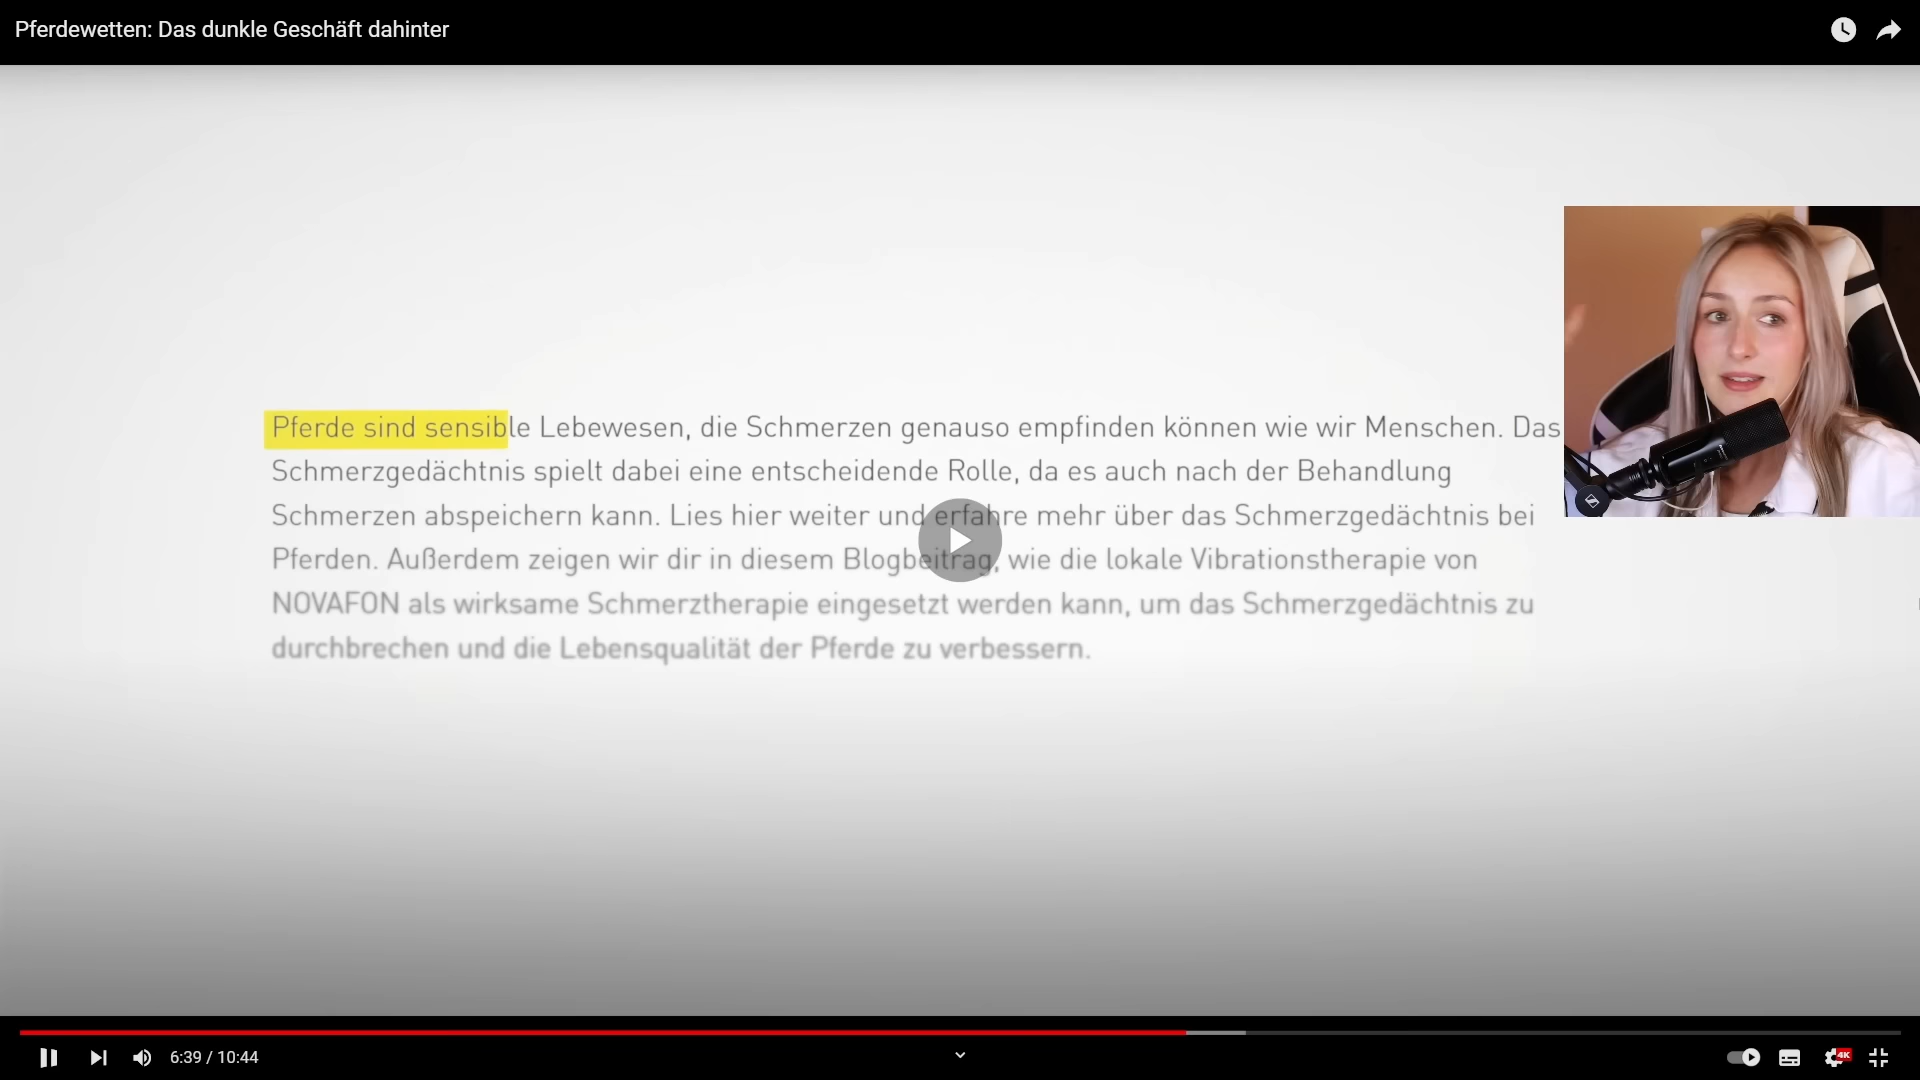 Pferdewetten: Das dunkle Geschäft dahinter
Pferde sind sensible Lebewesen, die Schmerzen genauso empfinden können wie wir Menschen. Das
Schmerzgedächtnis spielt dabei eine entscheidende Rolle, da es auch nach der Behandlung
Schmerzen abspeichern kann. Lies hier weiter und erfahre mehr über das Schmerzgedächtnis bei
Pferden. Außerdem zeigen wir dir in diesem Blogbeitrag, wie die lokale Vibrationstherapie von
NOVAFON als wirksame Schmerztherapie eingesetzt werden kann, um das Schmerzgedächtnis zu
durchbrechen und die Lebensqualität der Pferde zu verbessern.
6:39 / 10:44
4K